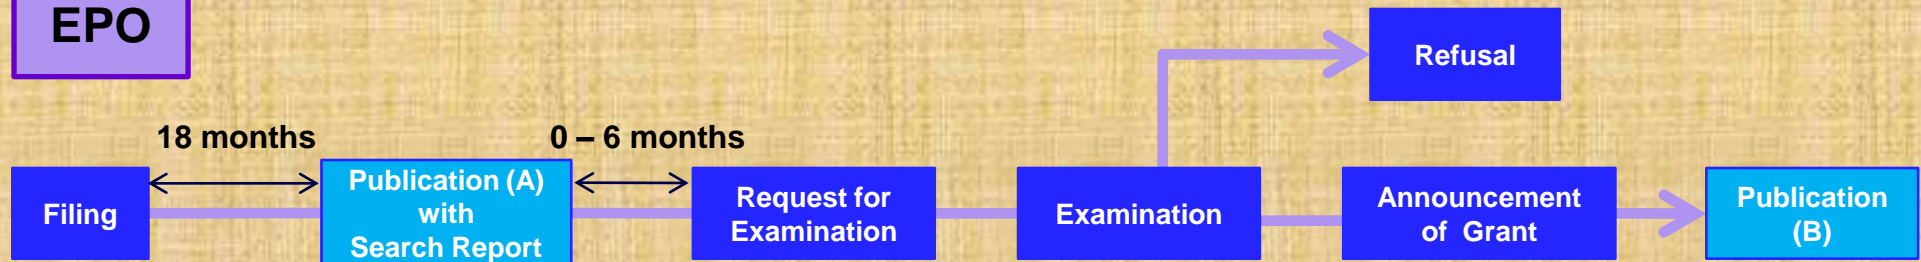 EPO
Refusal
18 months
0 – 6 months
Filing
Publication (A)
with
Search Report
Request for
Examination
Examination
Announcement
of Grant
Publication
(B)